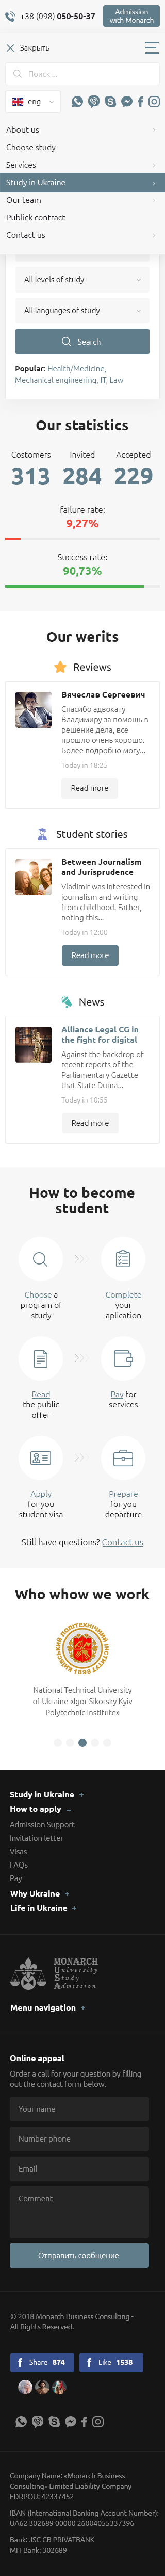 +38 (098) 050-50-37
Admission
with Monarch
Закрыть
Поиск ...
eng
About us
Choose study
Services
Study in Ukraine
Our team
Publick contract
Contact us
All levels of study
All languages of study
Search
Popular: Health/Medicine,
Mechanical engineering, IT, Law
Our statistics
Costomers
Invited
Accepted
313
284
229
failure rate:
9,27%
Success rate:
90,73%
Our werits
Reviews
Вячеслав Сергеевич
Спасибо адвокату
Владимиру за помощь в
решение дела, все
прошло очень хорошо.
Более подробно могу...
Today in 18:25
Read more
Student stories
Between Journalism
and Jurisprudence
Vladimir was interested in
journalism and writing
from childhood. Father,
noting this...
Today in 12:00
Read more
News
Alliance Legal CG in
the fight for digital
Against the backdrop of
recent reports of the
Parliamentary Gazette
that State Duma...
Today in 10:55
Read more
How to become
student
Choose a
program of
study
Complete
your
aplication
Read
the public
offer
Pay for
services
Apply
for you
student visa
Prepare
for you
departure
Still have questions? Contact us
Who whow we work
National Technical University
of Ukraine «Igor Sikorsky Kyiv
Polytechnic Institute»
Study in Ukraine +
How to apply –
Admission Support
Invitation letter
Visas
FAQs
Pay
Why Ukraine +
Life in Ukraine +
MONARCH
University
Study
Admission
Menu navigation +
Online appeal
Order a call for your question by filling
out the contact form below.
Your name
Number phone
Email
Comment
Отправить сообщение
© 2018 Monarch Business Consulting -
All Rights Reserved.
Share 874
Like 1538
Company Name: «Monarch Business
Consulting» Limited Liability Company
EDRPOU: 42337452
IBAN (International Banking Account Number):
UA62 302689 00000 26004055337396
Bank: JSC CB PRIVATBANK
MFI Bank: 302689